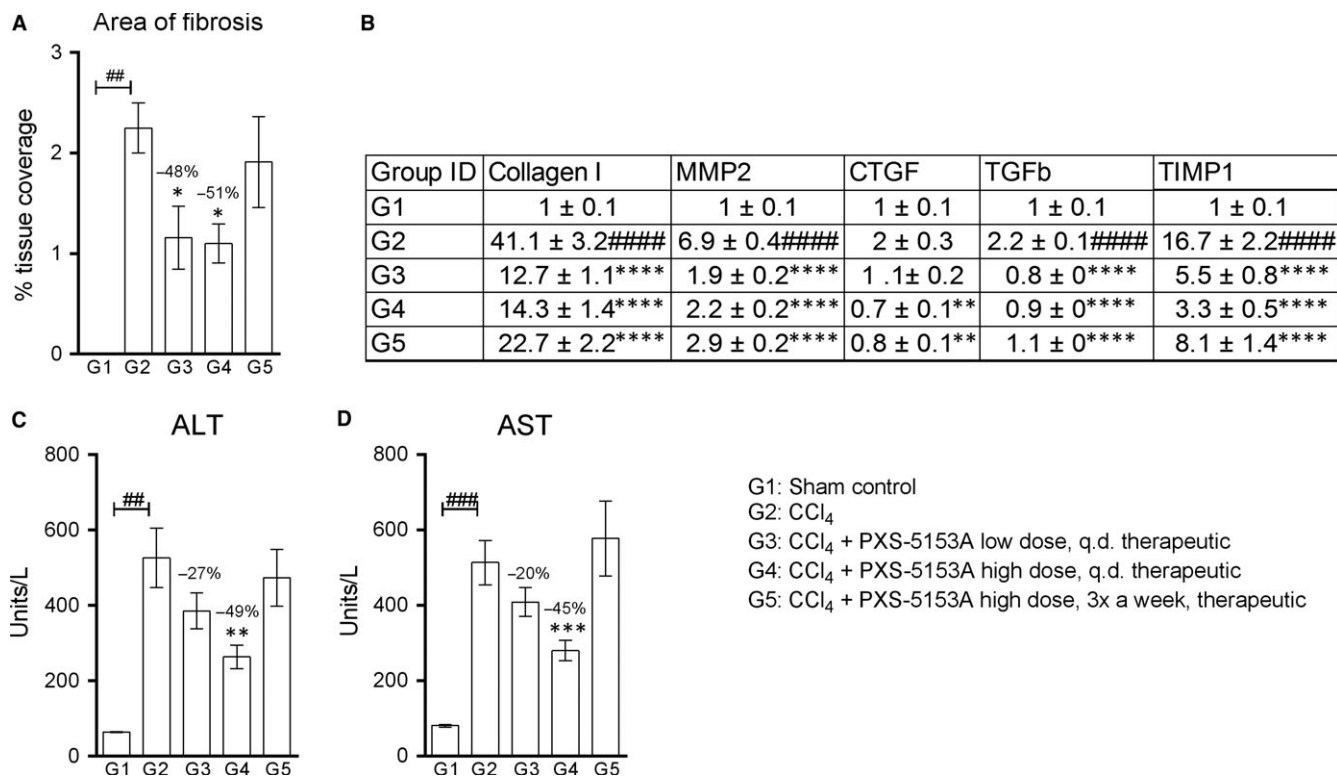 A
Area of fibrosis
% tissue coverage
3
2
1
0
##
–48%
*
–51%
*
G1 G2 G3 G4 G5
B
Group ID Collagen I MMP2 CTGF TGFb TIMP1
G1 1 ± 0.1 1 ± 0.1 1 ± 0.1 1 ± 0.1 1 ± 0.1
G2 41.1 ± 3.2#### 6.9 ± 0.4#### 2 ± 0.3 2.2 ± 0.1#### 16.7 ± 2.2####
G3 12.7 ± 1.1**** 1.9 ± 0.2**** 1 .1± 0.2 0.8 ± 0**** 5.5 ± 0.8****
G4 14.3 ± 1.4**** 2.2 ± 0.2**** 0.7 ± 0.1** 0.9 ± 0**** 3.3 ± 0.5****
G5 22.7 ± 2.2**** 2.9 ± 0.2**** 0.8 ± 0.1** 1.1 ± 0**** 8.1 ± 1.4****
C
ALT
Units/L
800
600
400
200
0
##
–27%
–49%
**
G1 G2 G3 G4 G5
D
AST
Units/L
800
600
400
200
0
###
–20%
–45%
***
G1 G2 G3 G4 G5
G1: Sham control
G2: CCl₄
G3: CCl₄ + PXS-5153A low dose, q.d. therapeutic
G4: CCl₄ + PXS-5153A high dose, q.d. therapeutic
G5: CCl₄ + PXS-5153A high dose, 3x a week, therapeutic